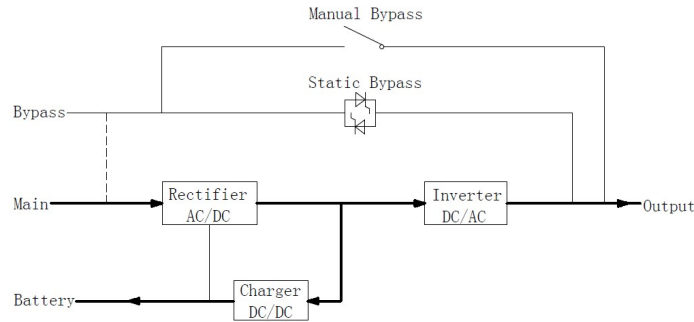 Manual Bypass
Static Bypass
Bypass
Main
Rectifier
AC/DC
Inverter
DC/AC
Output
Battery
Charger
DC/DC